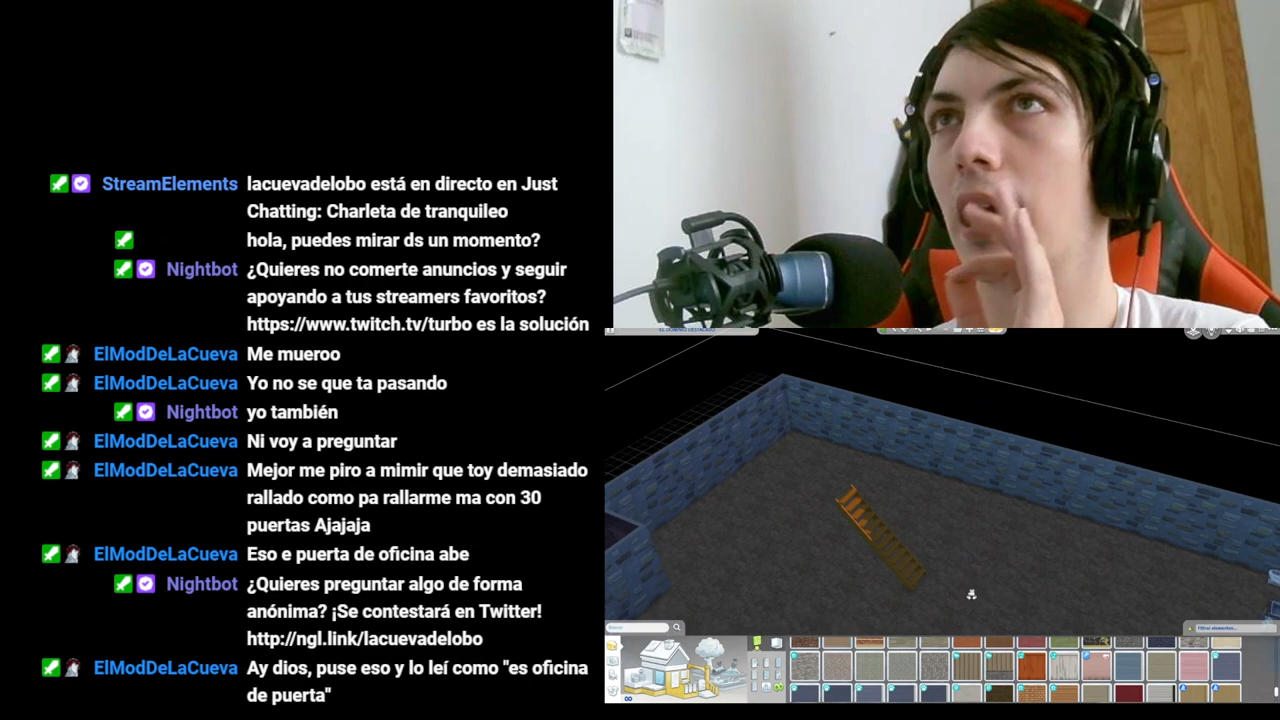 StreamElements lacuevadelobo está en directo en Just
Chatting: Charleta de tranquileo
hola, puedes mirar ds un momento?
Nightbot ¿Quieres no comerte anuncios y seguir
apoyando a tus streamers favoritos?
https://www.twitch.tv/turbo es la solución
ElModDeLaCueva Me mueroo
ElModDeLaCueva Yo no se que ta pasando
Nightbot yo también
ElModDeLaCueva Ni voy a preguntar
ElModDeLaCueva Mejor me piro a mimir que toy demasiado
rallado como pa rallarme ma con 30
puertas Ajajaja
ElModDeLaCueva Eso e puerta de oficina abe
Nightbot ¿Quieres preguntar algo de forma
anónima? ¡Se contestará en Twitter!
http://ngl.link/lacuevadelobo
ElModDeLaCueva Ay dios, puse eso y lo leí como "es oficina
de puerta"
Buscar
Filtrar elementos...